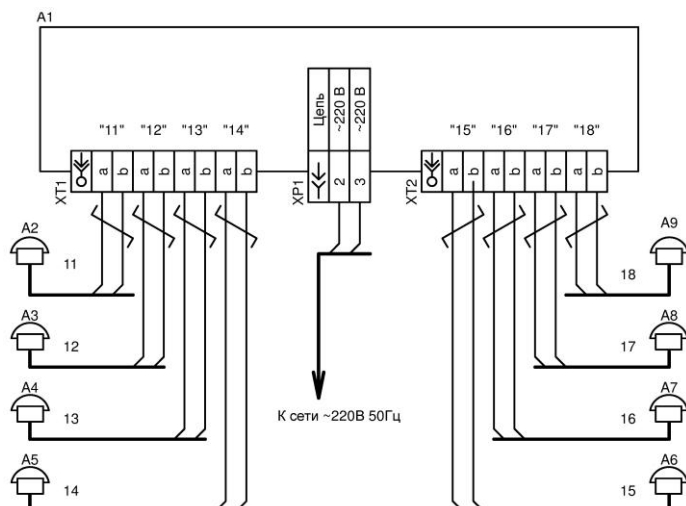 A1
"11" "12" "13" "14"
Цепь ~220 В ~220 В
"15" "16" "17" "18"
XT1 a b a b a b a b
XP1 2 3
XT2 a b a b a b a b
A2
11
A9
18
A3
12
A8
17
A4
13
A7
16
К сети ~220В 50Гц
A5
14
A6
15